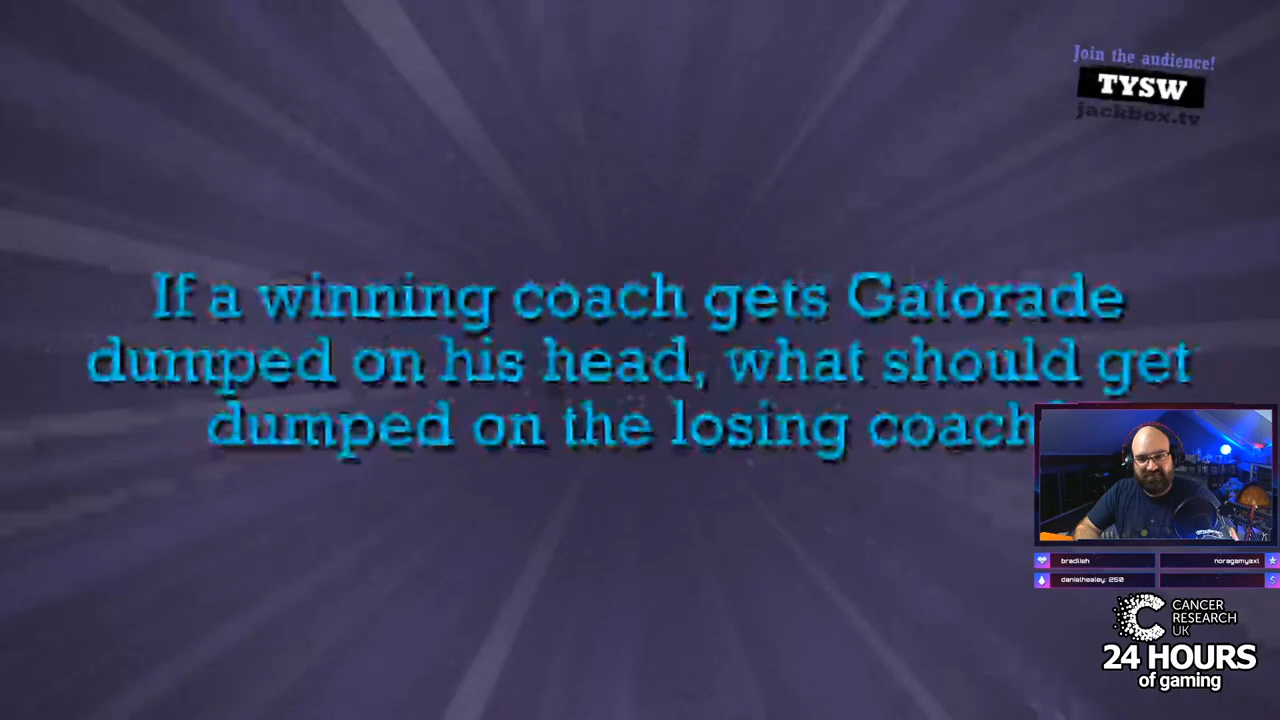 Join the audience!
TYSW
jackbox.tv
If a winning coach gets Gatorade
dumped on his head, what should get
dumped on the losing coach?
bradlleh
noragamyaxl
danielhealey: 250
CANCER
RESEARCH
UK
24 HOURS
of gaming